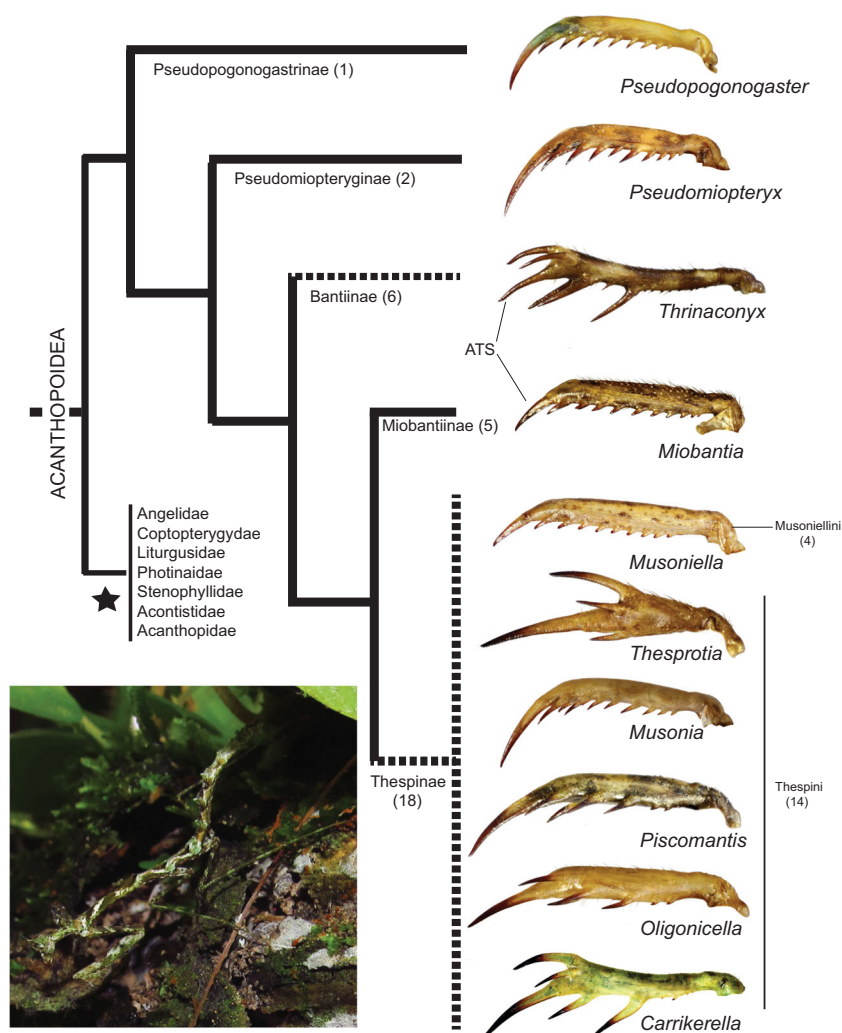 Pseudopogonogastrinae (1)
Pseudopogonogaster
Pseudomiopteryginae (2)
Pseudomiopteryx
Bantiinae (6)
Thrinaconyx
ATS
ACANTHOPOIDEA
Miobantiinae (5)
Miobantia
Angelidae
Coptopterygydae
Liturgusidae
Photinaidae
Stenophyllidae
Acontistidae
Acanthopidae
Musoniellini
(4)
Musoniella
Thesprotia
Musonia
Thespinae
(18)
Thespini
(14)
Piscomantis
Oligonicella
Carrikerella